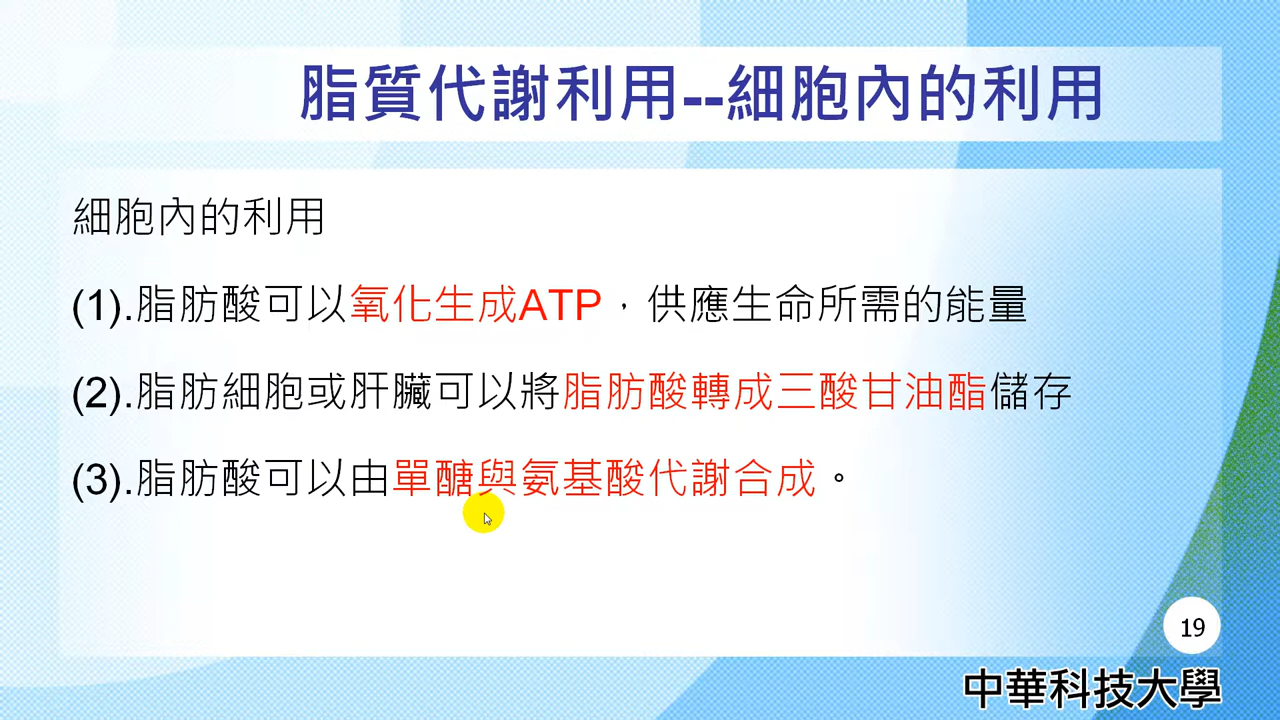 脂質代謝利用--細胞內的利用
細胞內的利用
(1).脂肪酸可以氧化生成ATP，供應生命所需的能量
(2).脂肪細胞或肝臟可以將脂肪酸轉成三酸甘油酯儲存
(3).脂肪酸可以由單醣與氨基酸代謝合成。
19
中華科技大學